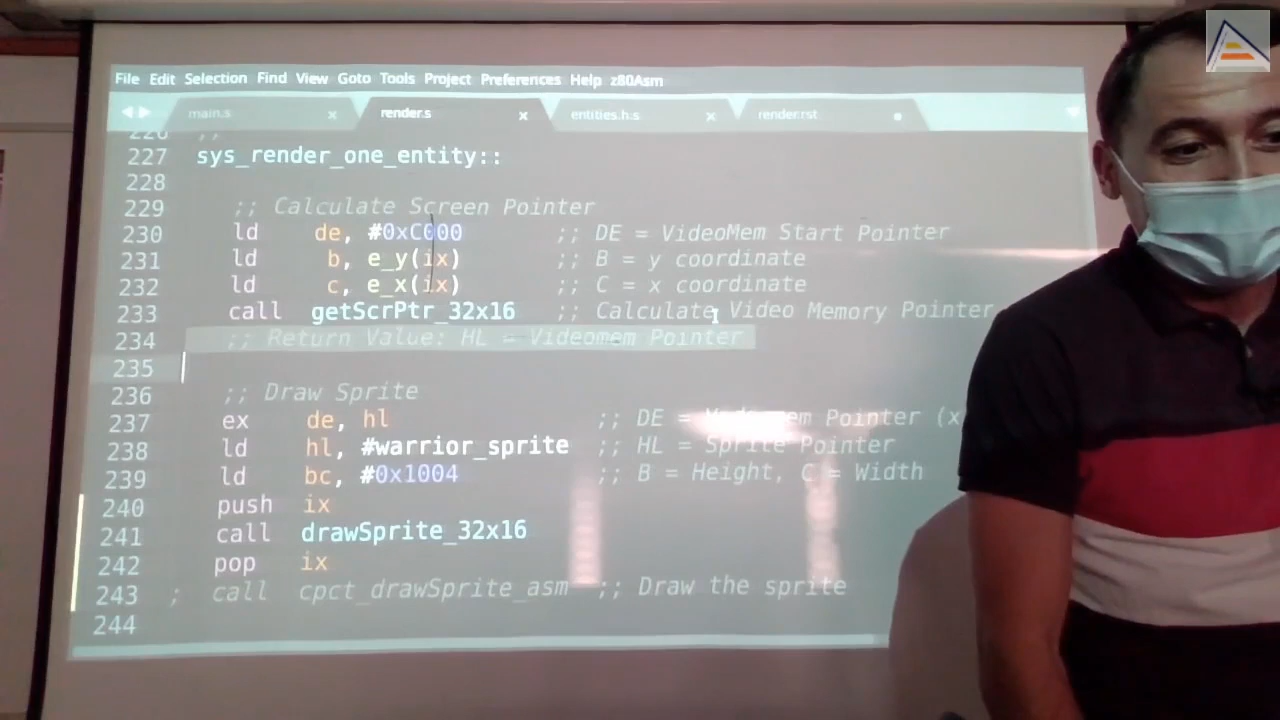 File Edit Selection Find View Goto Tools Project Preferences Help z80Asm
main.s × render.s × entities.h.s × render.rst
226 ;;
227 sys_render_one_entity::
228
229 ;; Calculate Screen Pointer
230 ld de, #0xC000 ;; DE = VideoMem Start Pointer
231 ld b, e_y(ix) ;; B = y coordinate
232 ld c, e_x(ix) ;; C = x coordinate
233 call getScrPtr_32x16 ;; Calculate Video Memory Pointer
234 ;; Return Value: HL = Videomem Pointer
235
236 ;; Draw Sprite
237 ex de, hl ;; DE = Videomem Pointer (x
238 ld hl, #warrior_sprite ;; HL = Sprite Pointer
239 ld bc, #0x1004 ;; B = Height, C = Width
240 push ix
241 call drawSprite_32x16
242 pop ix
243 ; call cpct_drawSprite_asm ;; Draw the sprite
244